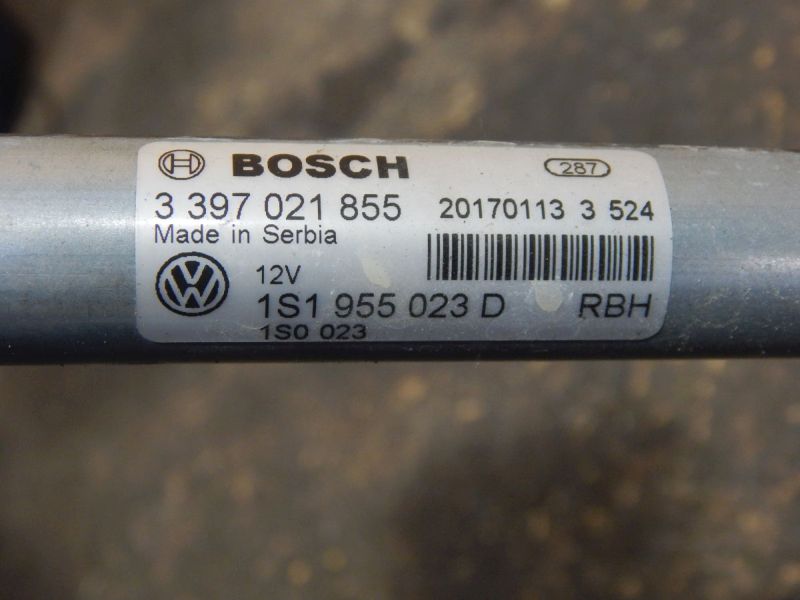 BOSCH 287
3 397 021 855 20170113 3 524
Made in Serbia
12V
1S1 955 023 D RBH
1S0 023